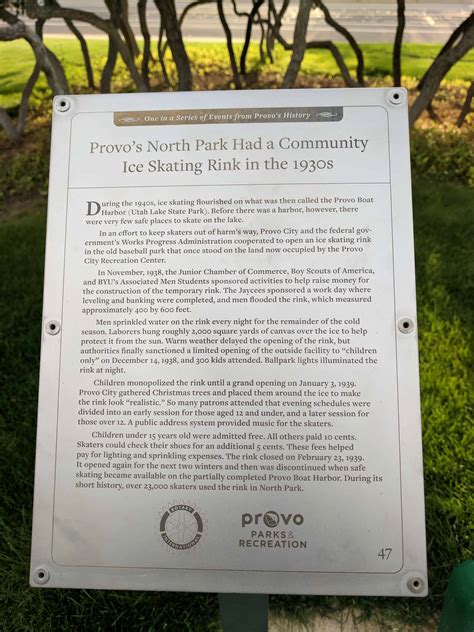 47
One in a Series of Events from Provo's History
Provo's North Park Had a Community
Ice Skating Rink in the 1930s
During the 1940s, ice skating flourished on what was then called the Provo Boat
Harbor (Utah Lake State Park). Before there was a harbor, however, there
were very few safe places to skate on the lake.
In an effort to keep skaters out of harm's way, Provo City and the federal gov-
ernment's Works Progress Administration cooperated to open an ice skating rink
in the old baseball park that once stood on the land now occupied by the Provo
City Recreation Center.
In November, 1938, the Junior Chamber of Commerce, Boy Scouts of America,
and BYU's Associated Men Students sponsored activities to help raise money for
the construction of the temporary rink. The Jaycees sponsored a work day where
leveling and banking were completed, and men flooded the rink, which measured
approximately 400 by 600 feet.
Men sprinkled water on the rink every night for the remainder of the cold
season. Laborers hung roughly 2,000 square yards of canvas over the ice to help
protect it from the sun. Warm weather delayed the opening of the rink, but
authorities finally sanctioned a limited opening of the outside facility to "children
only" on December 14, 1938, and 300 kids attended. Ballpark lights illuminated the
rink at night.
Children monopolized the rink until a grand opening on January 3, 1939.
Provo City gathered Christmas trees and placed them around the ice to make
the rink look "realistic." So many patrons attended that evening schedules were
divided into an early session for those aged 12 and under, and a later session for
those over 12. A public address system provided music for the skaters.
Children under 15 years old were admitted free. All others paid 10 cents.
Skaters could check their shoes for an additional 5 cents. These fees helped
pay for lighting and sprinkling expenses. The rink closed on February 23, 1939.
It opened again for the next two winters and then was discontinued when safe
skating became available on the partially completed Provo Boat Harbor. During its
short history, over 23,000 skaters used the rink in North Park.
ROTARY
INTERNATIONAL
provo
PARKS &
RECREATION
47